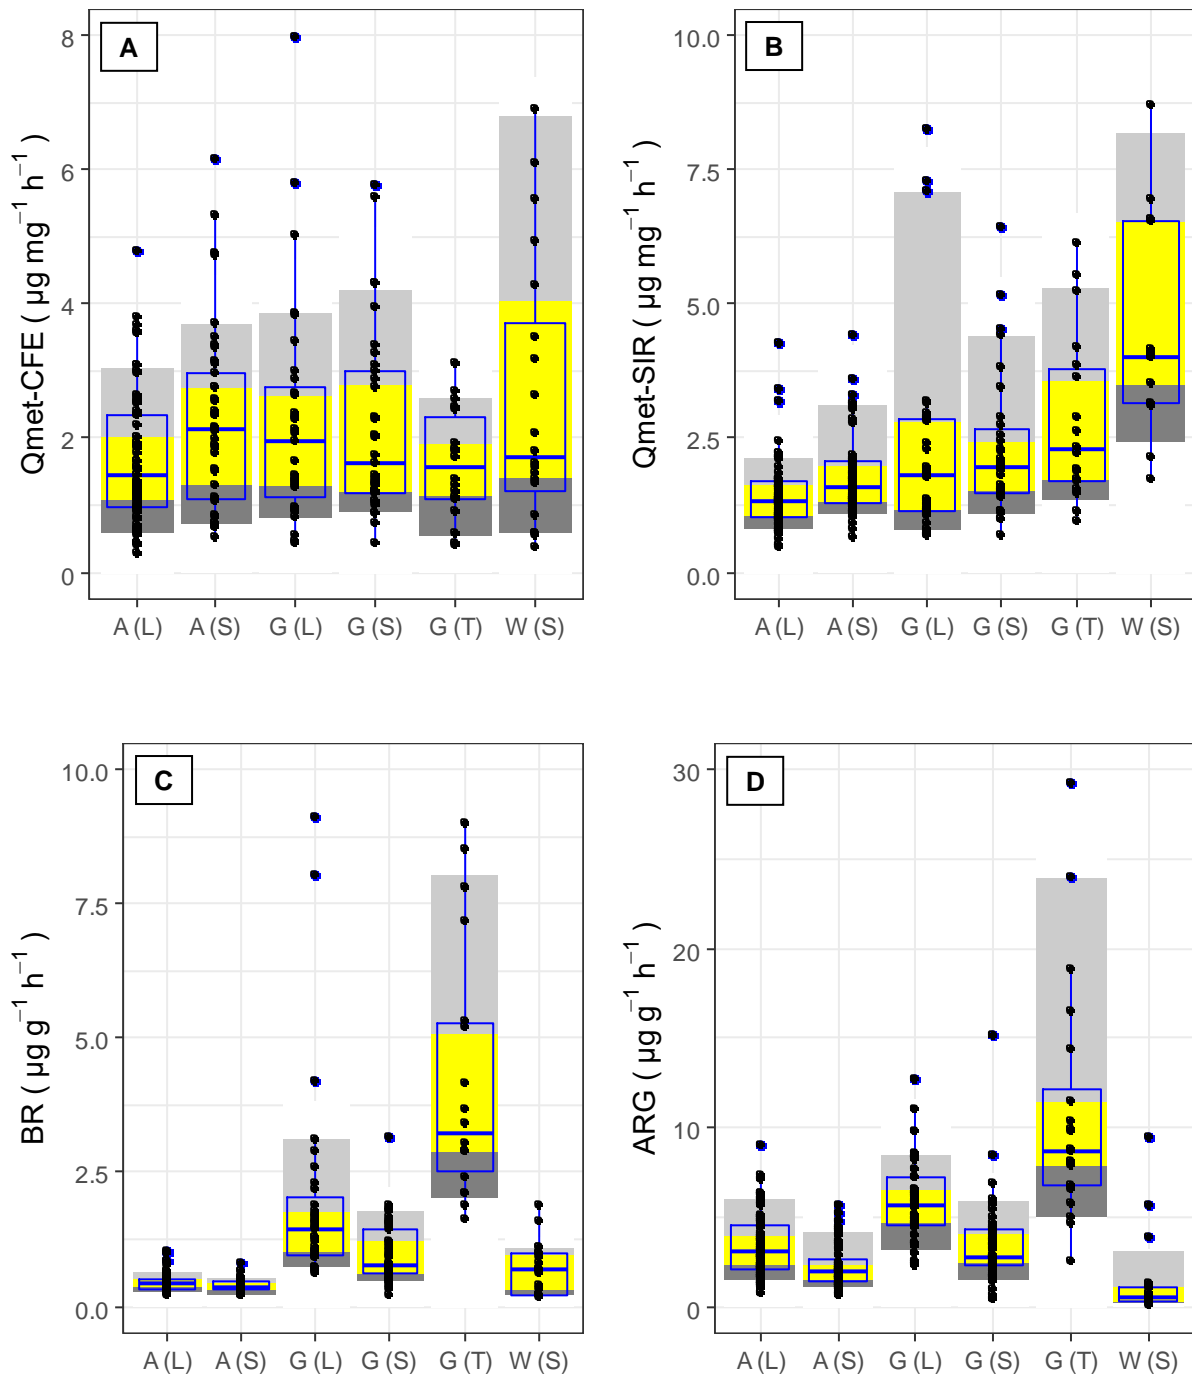 A
8
6
4
2
0
Qmet-CFE ( µg mg⁻¹ h⁻¹ )
A (L) A (S) G (L) G (S) G (T) W (S)
B
10.0
7.5
5.0
2.5
0.0
Qmet-SIR ( µg mg⁻¹ h⁻¹ )
A (L) A (S) G (L) G (S) G (T) W (S)
C
10.0
7.5
5.0
2.5
0.0
BR ( µg g⁻¹ h⁻¹ )
A (L) A (S) G (L) G (S) G (T) W (S)
D
30
20
10
0
ARG ( µg g⁻¹ h⁻¹ )
A (L) A (S) G (L) G (S) G (T) W (S)